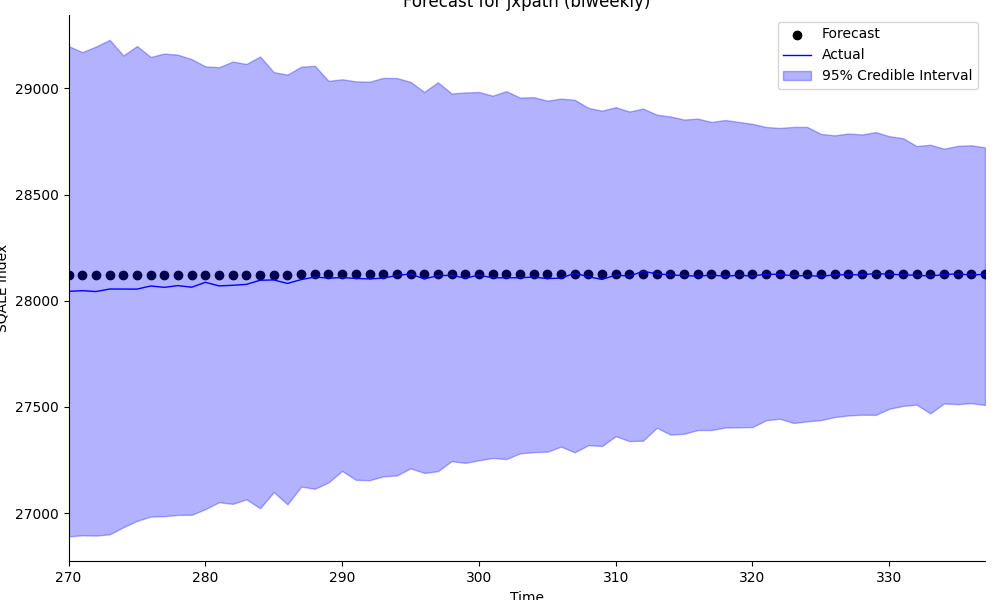 Forecast for jxpath (biweekly)
Forecast
Actual
95% Credible Interval
SQALE Index
29000
28500
28000
27500
27000
270
280
290
300
310
320
330
Time